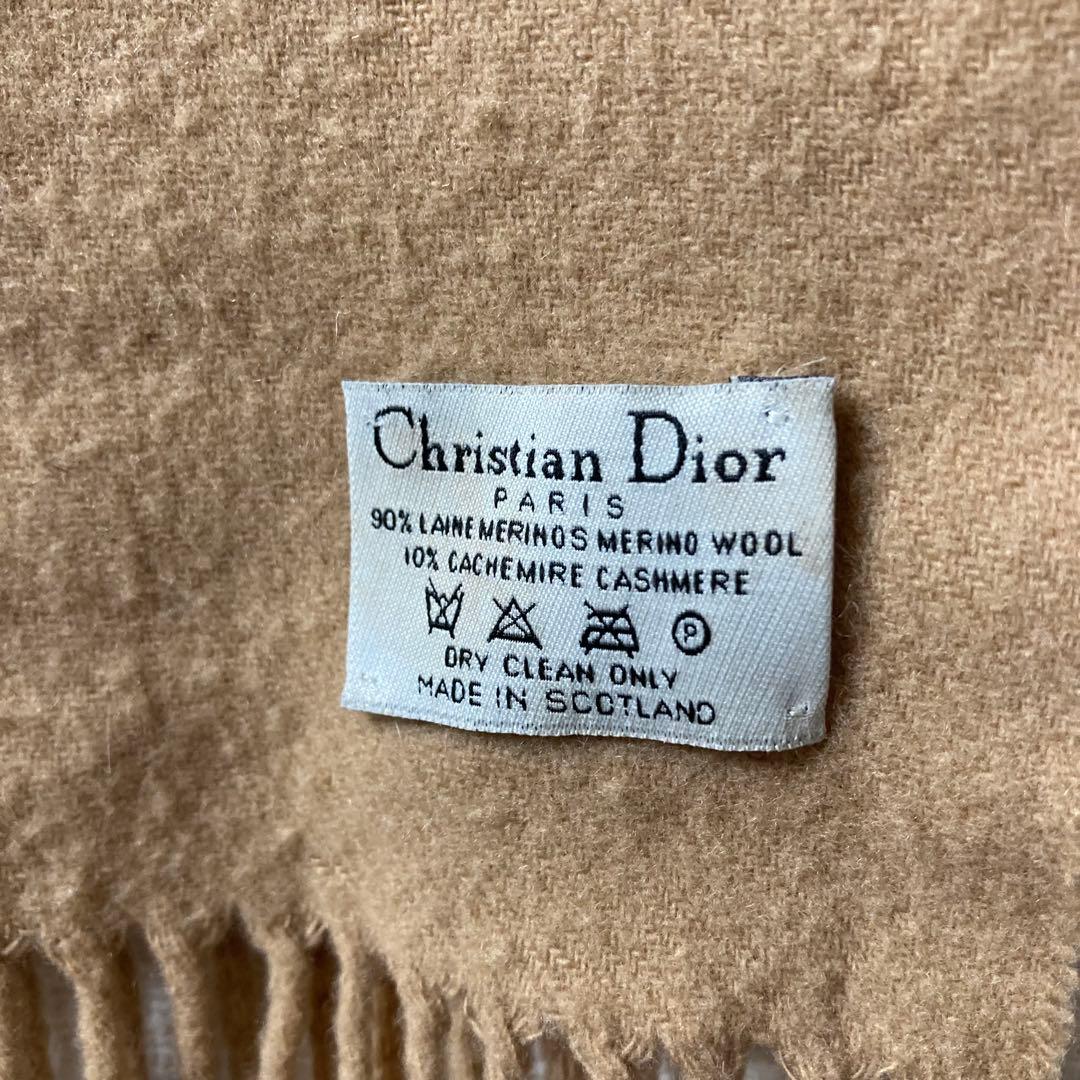 Christian Dior
PARIS
90% LAINE MERINOS MERINO WOOL
10% CACHEMIRE CASHMERE
P
DRY CLEAN ONLY
MADE IN SCOTLAND